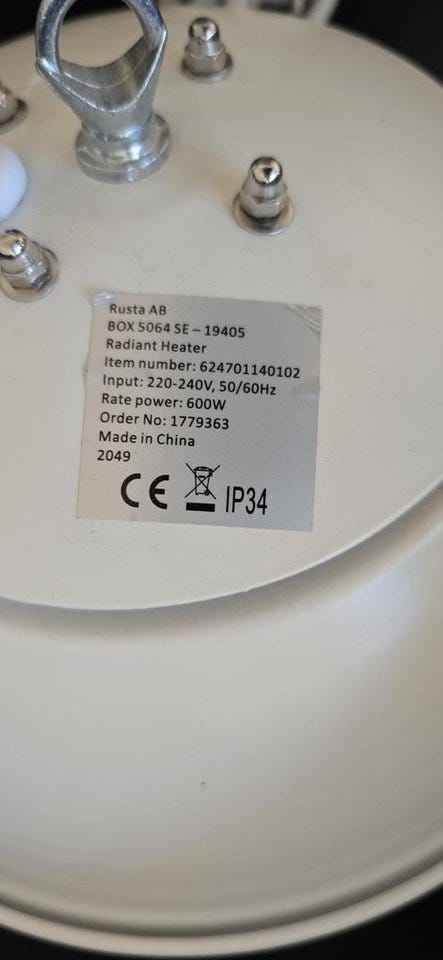 Rusta AB
BOX 5064 SE – 19405
Radiant Heater
Item number: 624701140102
Input: 220-240V, 50/60Hz
Rate power: 600W
Order No: 1779363
Made in China
2049
CE IP34